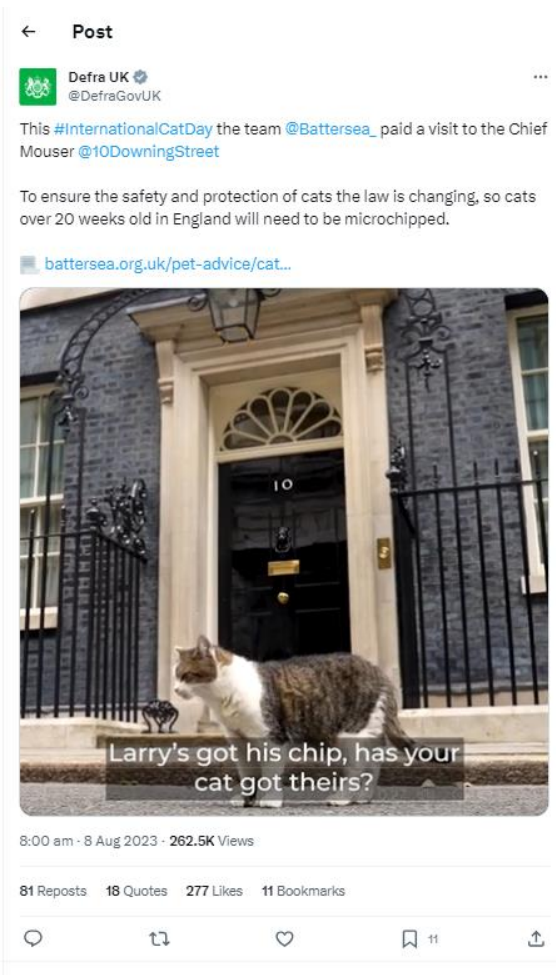 Post
Defra UK
@DefraGovUK
This #InternationalCatDay the team @Battersea_ paid a visit to the Chief
Mouser @10DowningStreet
To ensure the safety and protection of cats the law is changing, so cats
over 20 weeks old in England will need to be microchipped.
battersea.org.uk/pet-advice/cat...
10
Larry's got his chip, has your
cat got theirs?
8:00 am · 8 Aug 2023 · 262.5K Views
81 Reposts 18 Quotes 277 Likes 11 Bookmarks
11